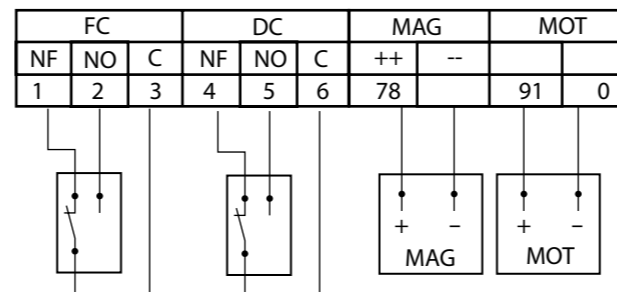 FC DC MAG MOT
NF NO C NF NO C ++ --
1 2 3 4 5 6 78 91 0
+ − + −
MAG MOT